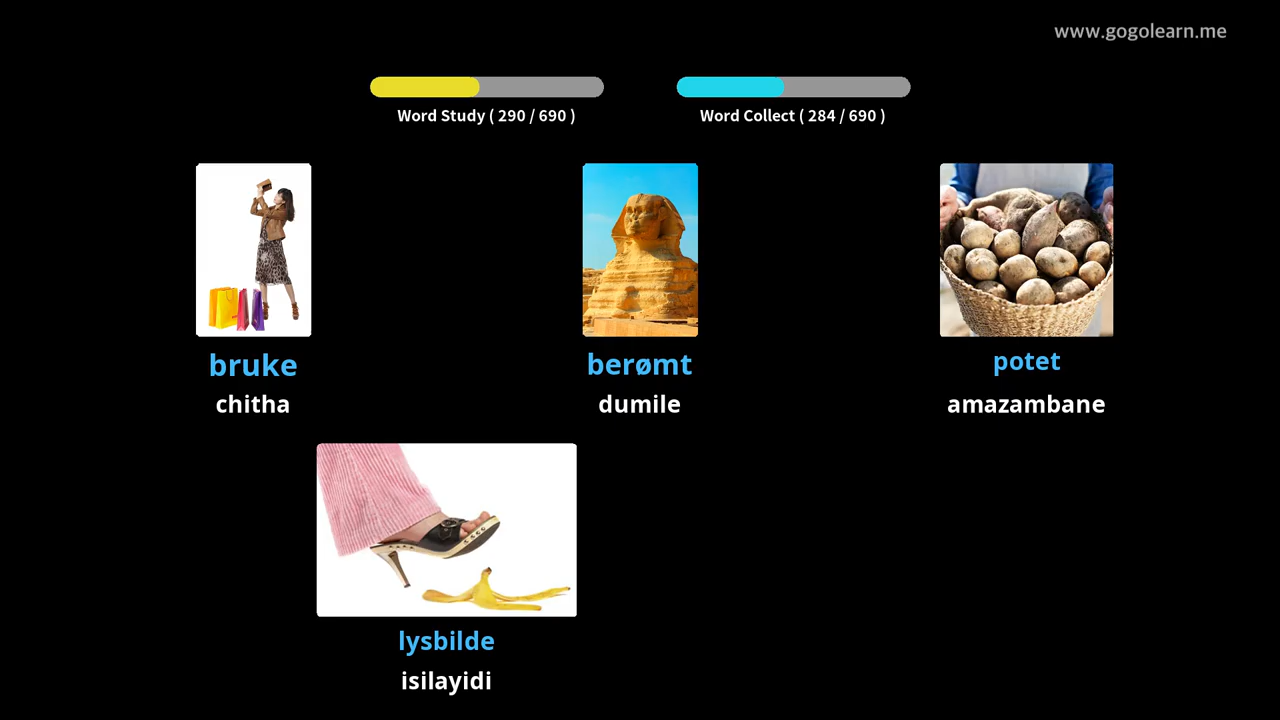 www.gogolearn.me
Word Study ( 290 / 690 )
Word Collect ( 284 / 690 )
bruke
chitha
berømt
dumile
potet
amazambane
lysbilde
isilayidi